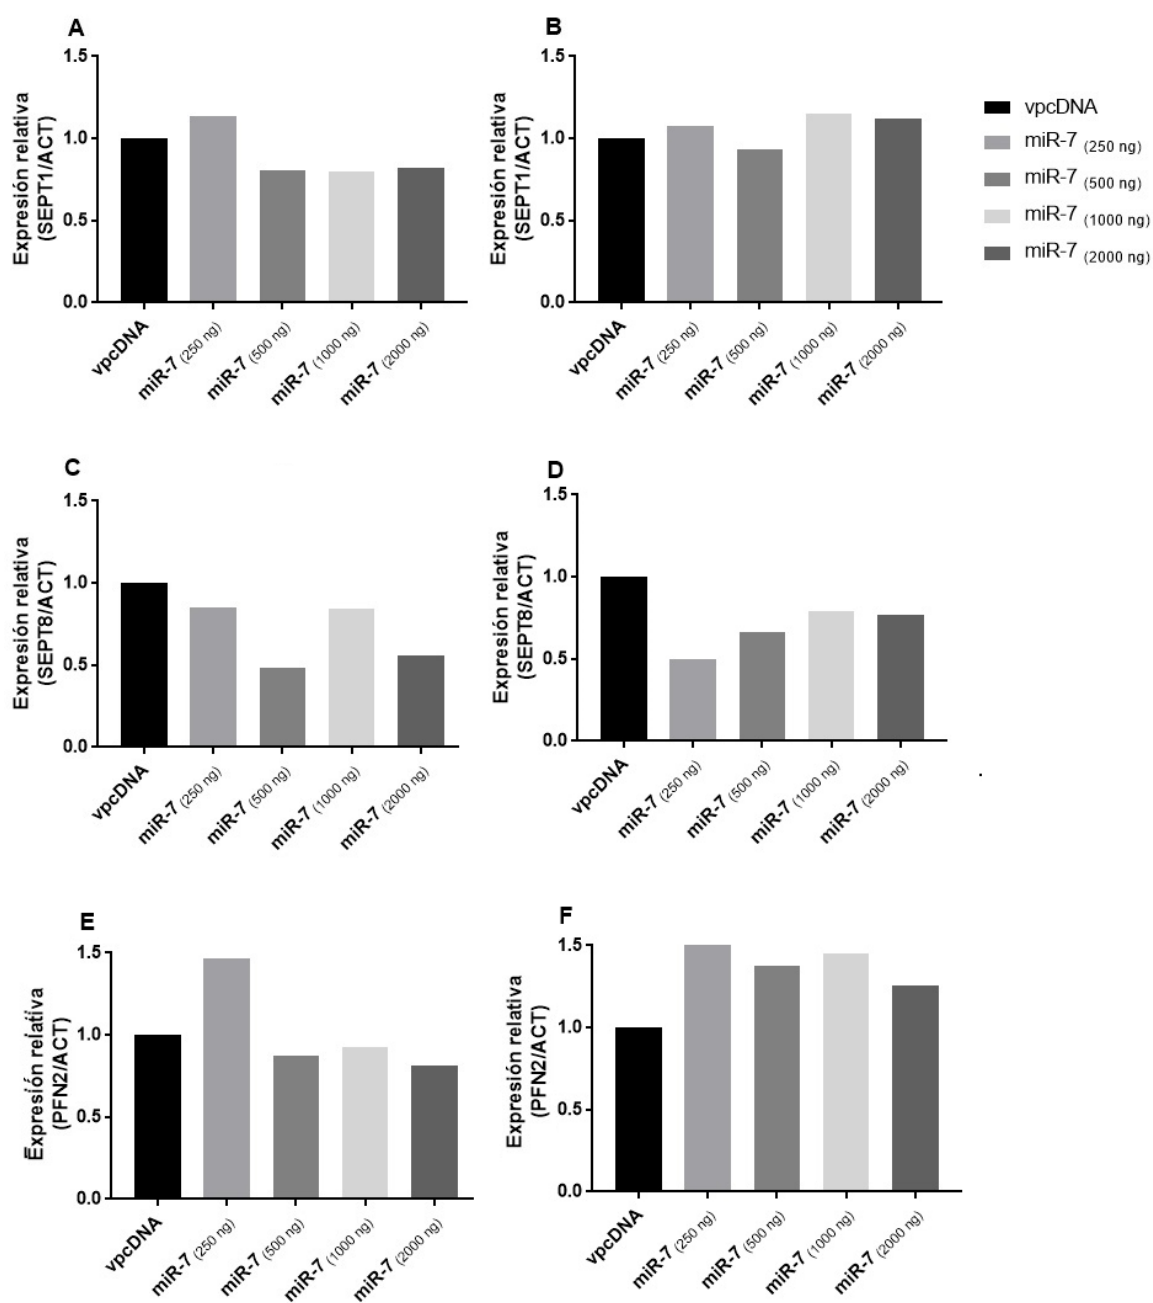 A
Expresión relativa
(SEPT1/ACT)
1.5
1.0
0.5
0.0
vpcDNA
miR-7 (250 ng)
miR-7 (500 ng)
miR-7 (1000 ng)
miR-7 (2000 ng)
B
Expresión relativa
(SEPT1/ACT)
1.5
1.0
0.5
0.0
vpcDNA
miR-7 (250 ng)
miR-7 (500 ng)
miR-7 (1000 ng)
miR-7 (2000 ng)
vpcDNA
miR-7 (250 ng)
miR-7 (500 ng)
miR-7 (1000 ng)
miR-7 (2000 ng)
C
Expresión relativa
(SEPT8/ACT)
1.5
1.0
0.5
0.0
vpcDNA
miR-7 (250 ng)
miR-7 (500 ng)
miR-7 (1000 ng)
miR-7 (2000 ng)
D
Expresión relativa
(SEPT8/ACT)
1.5
1.0
0.5
0.0
vpcDNA
miR-7 (250 ng)
miR-7 (500 ng)
miR-7 (1000 ng)
miR-7 (2000 ng)
E
Expresión relativa
(PFN2/ACT)
1.5
1.0
0.5
0.0
vpcDNA
miR-7 (250 ng)
miR-7 (500 ng)
miR-7 (1000 ng)
miR-7 (2000 ng)
F
Expresión relativa
(PFN2/ACT)
1.5
1.0
0.5
0.0
vpcDNA
miR-7 (250 ng)
miR-7 (500 ng)
miR-7 (1000 ng)
miR-7 (2000 ng)